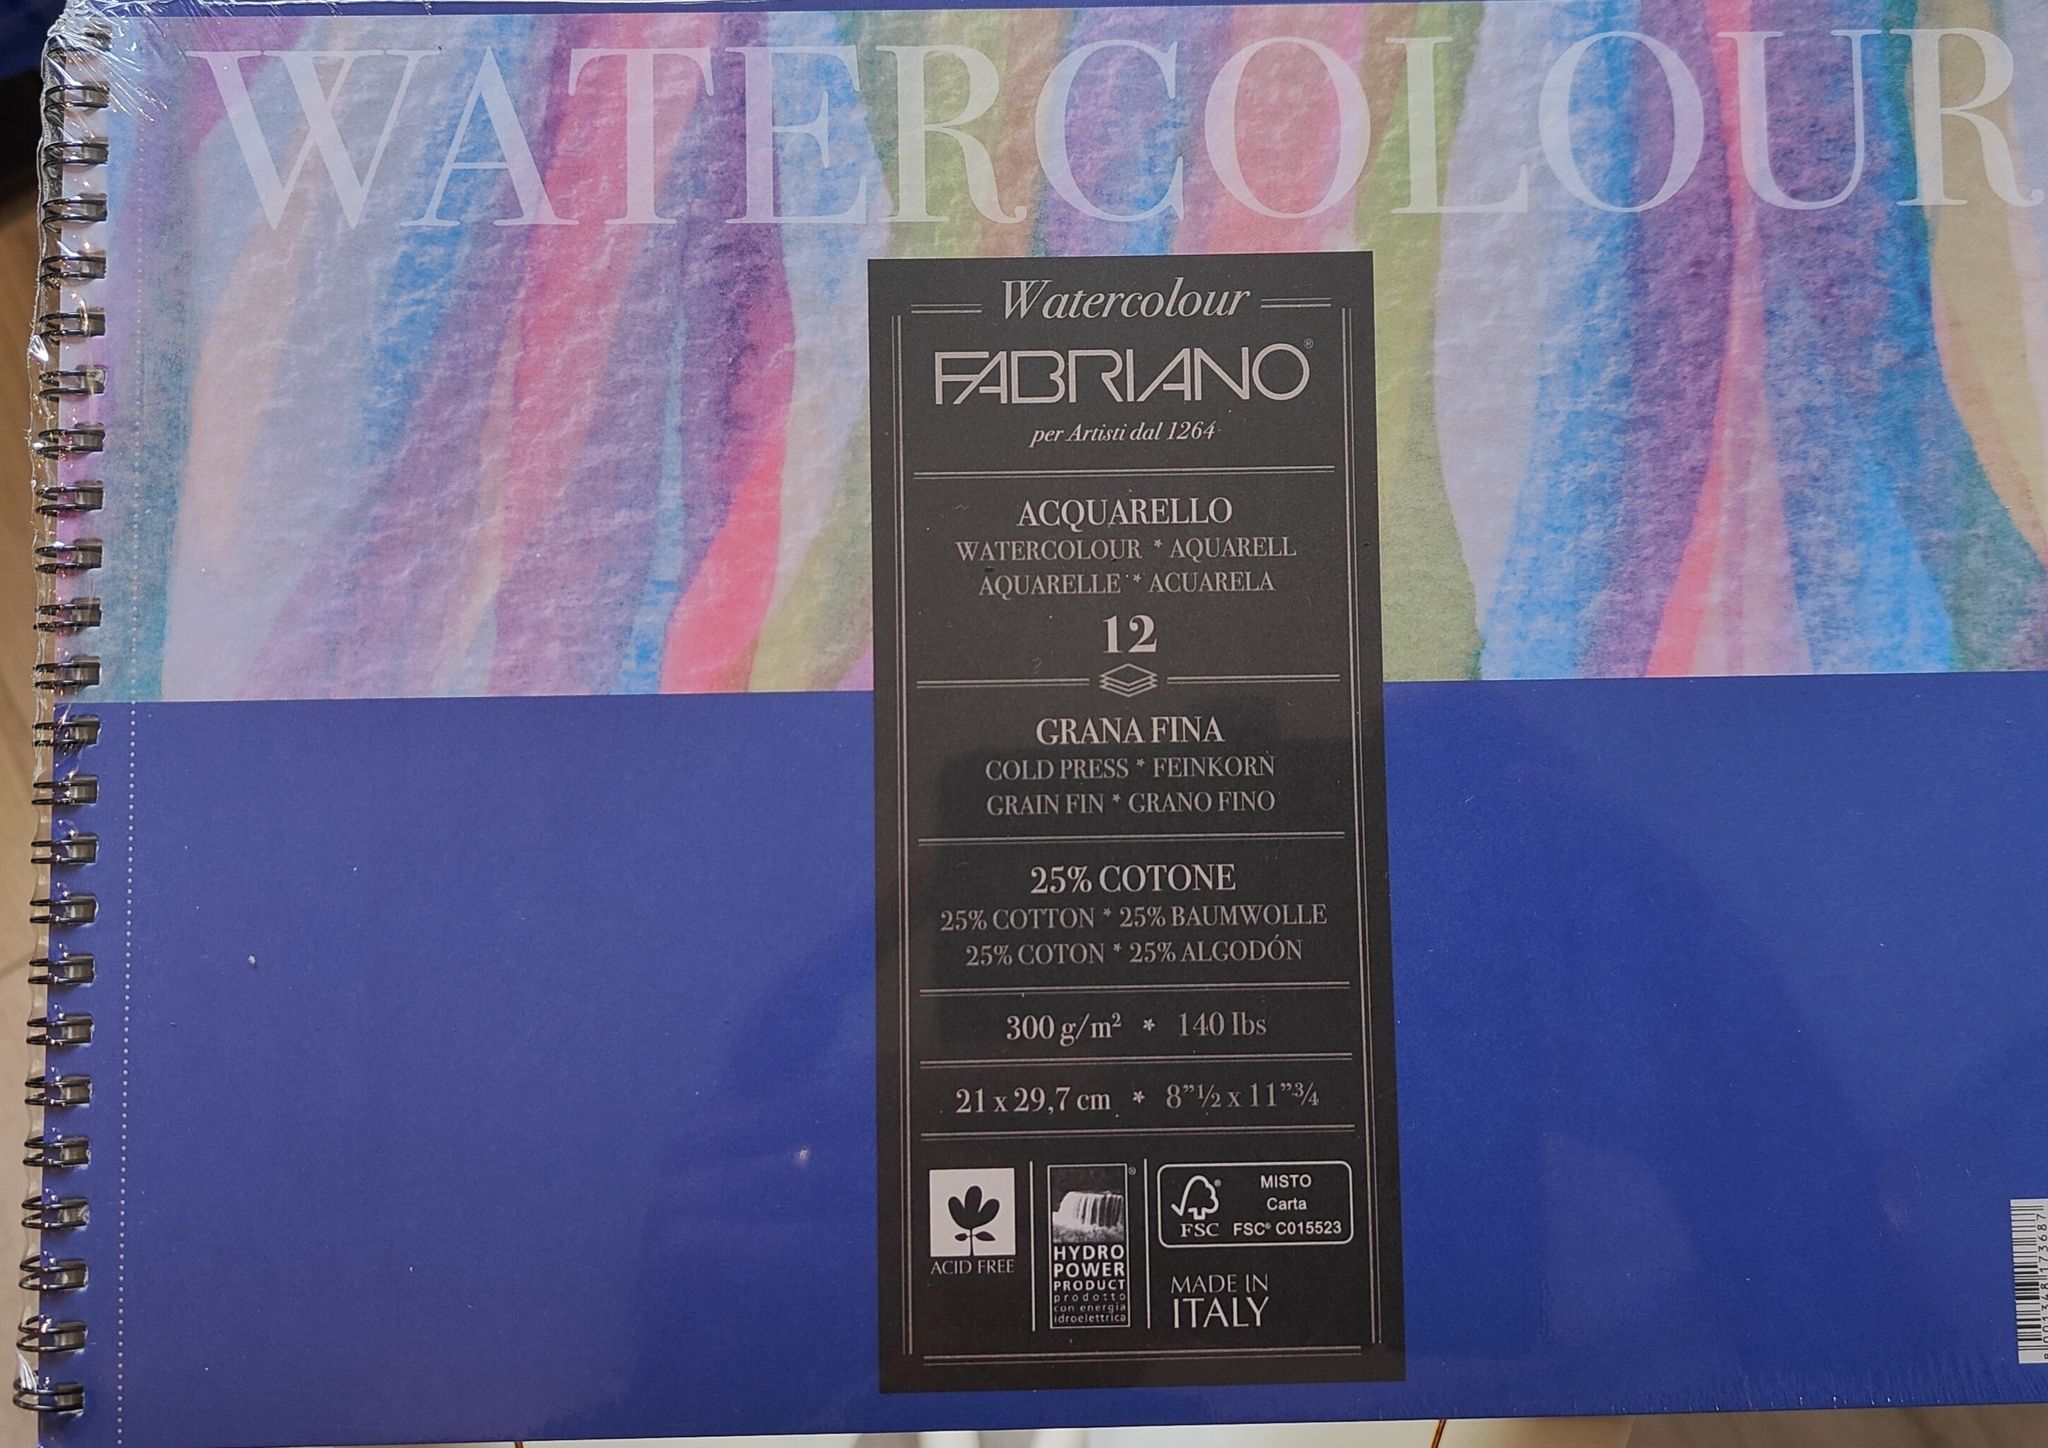 WATERCOLOUR
Watercolour
FABRIANO®
per Artisti dal 1264
ACQUARELLO
WATERCOLOUR * AQUARELL
AQUARELLE * ACUARELA
12
GRANA FINA
COLD PRESS * FEINKORN
GRAIN FIN * GRANO FINO
25% COTONE
25% COTTON * 25% BAUMWOLLE
25% COTON * 25% ALGODÓN
300 g/m² * 140 lbs
21 x 29,7 cm * 8”½ x 11”¾
ACID FREE
®
HYDRO
POWER
PRODUCT
prodotto
con energia
idroelettrica
®
FSC
MISTO
Carta
FSC® C015523
MADE IN
ITALY
8001348173687